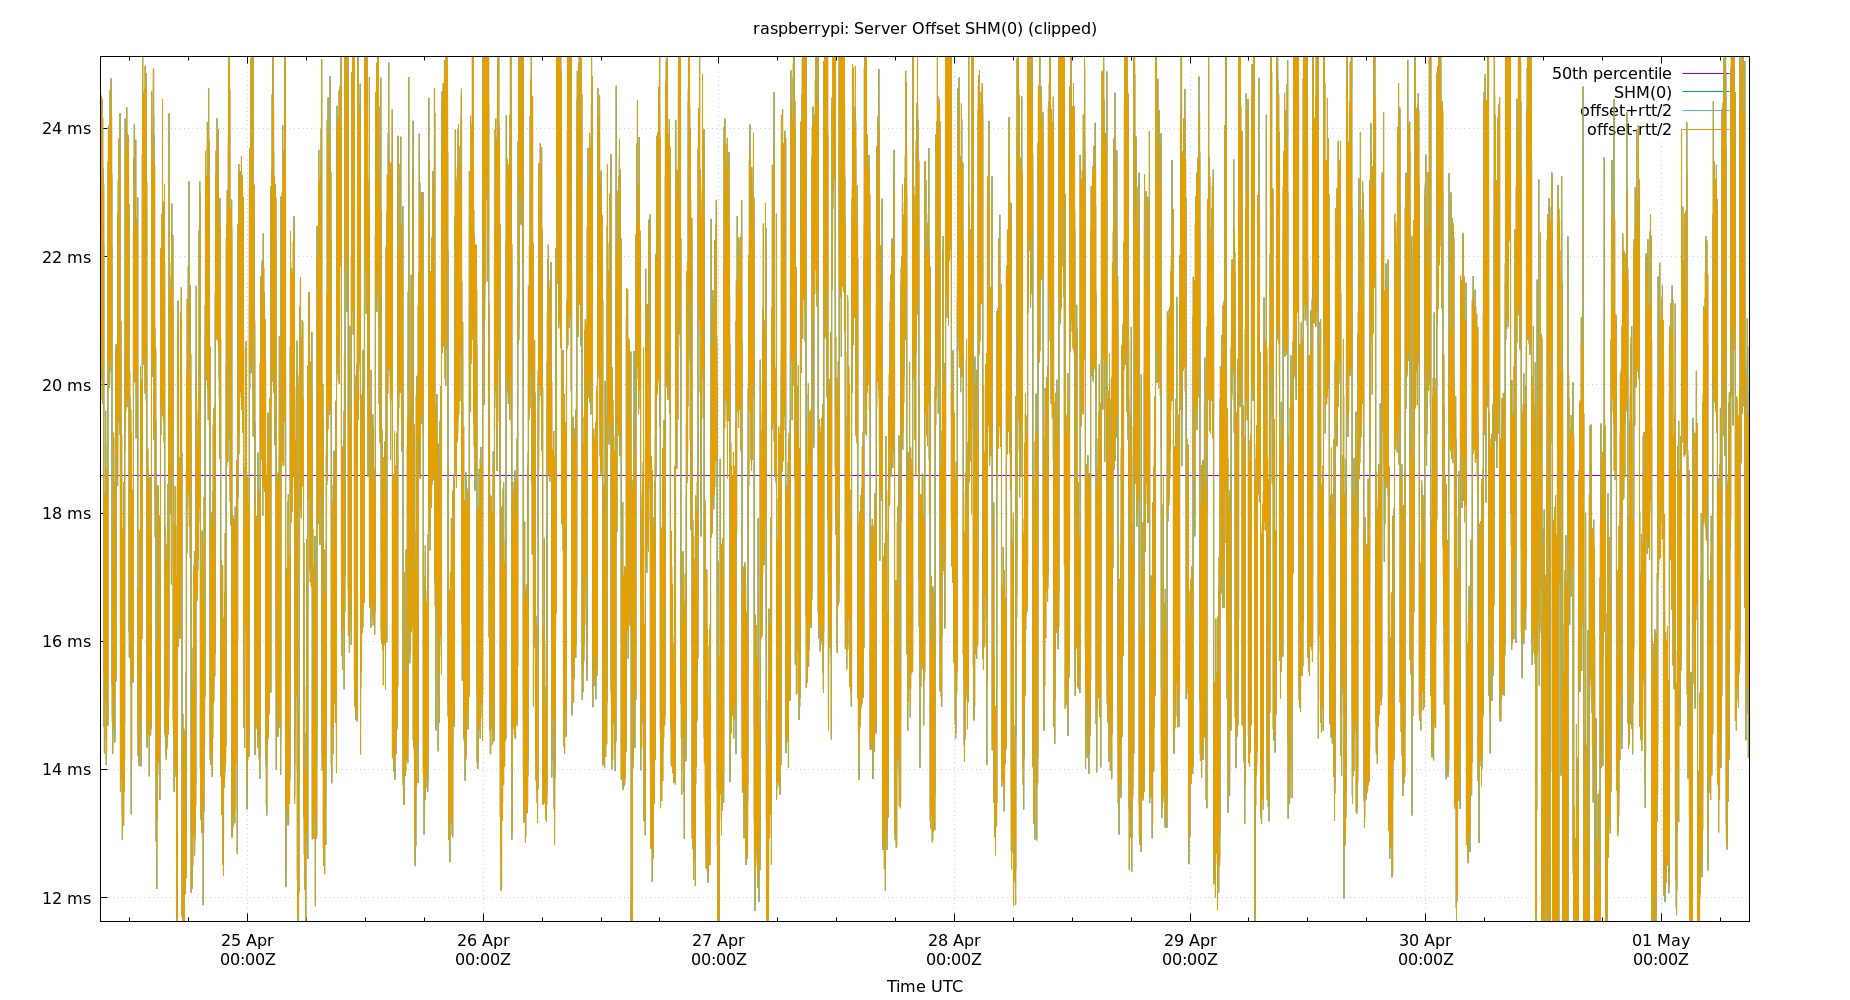 raspberrypi: Server Offset SHM(0) (clipped)
50th percentile
SHM(0)
offset+rtt/2
offset-rtt/2
24 ms
22 ms
20 ms
18 ms
16 ms
14 ms
12 ms
25 Apr 26 Apr 27 Apr 28 Apr 29 Apr 30 Apr 01 May
00:00Z 00:00Z 00:00Z 00:00Z 00:00Z 00:00Z 00:00Z
Time UTC